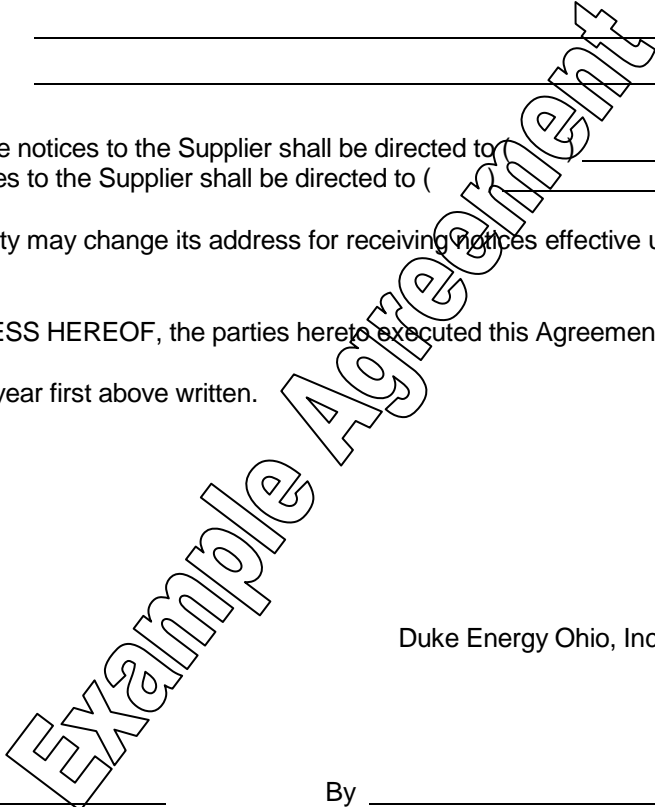 e notices to the Supplier shall be directed to (      )
es to the Supplier shall be directed to (
ty may change its address for receiving notices effective u
ESS HEREOF, the parties hereto executed this Agreemen
year first above written.
Example Agreement
Duke Energy Ohio, Inc
By